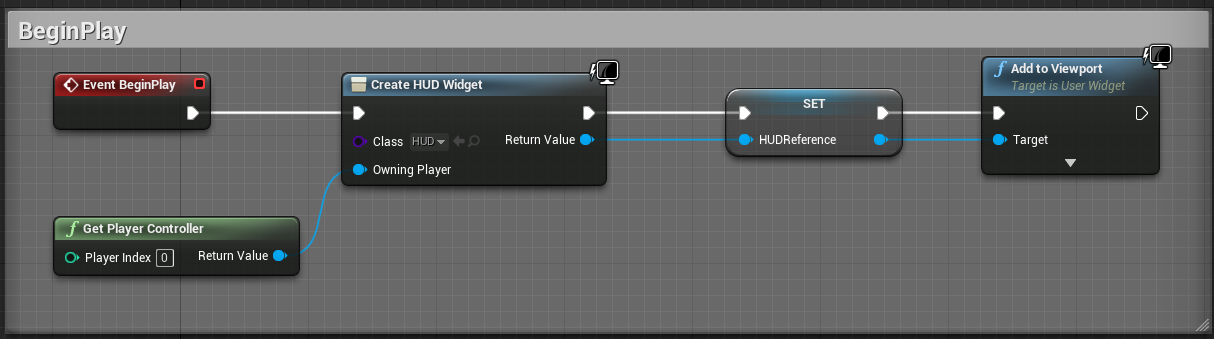 BeginPlay
Event BeginPlay
Create HUD Widget
Class HUD
Return Value
Owning Player
Get Player Controller
Player Index 0
Return Value
SET
HUDReference
f Add to Viewport
Target is User Widget
Target